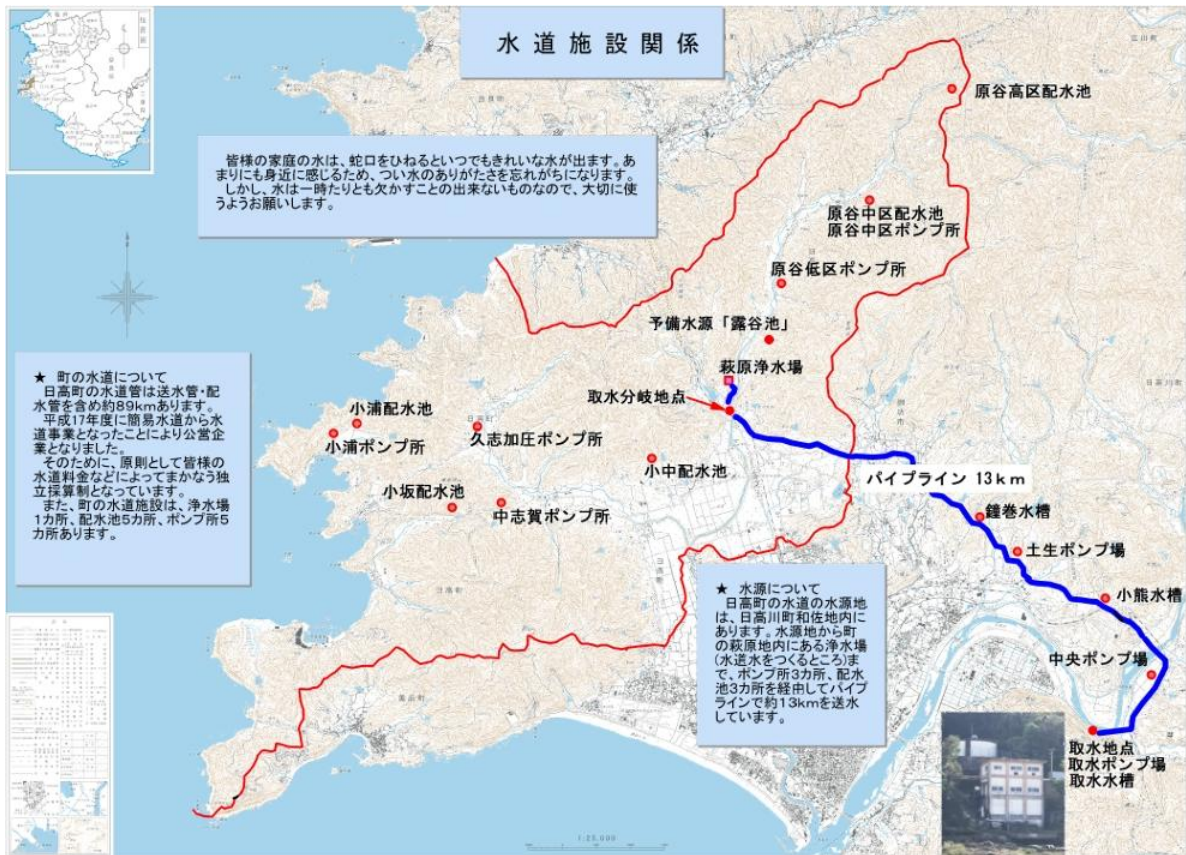 水道施設関係
原谷高区配水池
皆様の家庭の水は、蛇口をひねるといつでもきれいな水が出ます。あ
まりにも身近に感じるため、つい水のありがたさを忘れがちになります。
しかし、水は一時たりとも欠かすことの出来ないものなので、大切に使
うようお願いします。
原谷中区配水池
原谷中区ポンプ所
原谷低区ポンプ所
予備水源「露谷池」
萩原浄水場
取水分岐地点
★ 町の水道について
日高町の水道管は送水管・配
水管を含め約89kmあります。
平成17年度に簡易水道から水
道事業となったことにより公営企
業となりました。
そのために、原則として皆様の
水道料金などによってまかなう独
立採算制となっています。
また、町の水道施設は、浄水場
1カ所、配水池5カ所、ポンプ所5
カ所あります。
小浦配水池
小浦ポンプ所
久志加圧ポンプ所
小中配水池
小坂配水池
中志賀ポンプ所
パイプライン 13km
鐘巻水槽
土生ポンプ場
小熊水槽
中央ポンプ場
★ 水源について
日高町の水道の水源地
は、日高川町和佐地内に
あります。水源地から町
の萩原地内にある浄水場
(水道水をつくるところ)ま
で、ポンプ所3カ所、配水
池3カ所を経由してパイプ
ラインで約13kmを送水
しています。
取水地点
取水ポンプ場
取水水槽
日高川町
日高町
美浜町
1:25,000